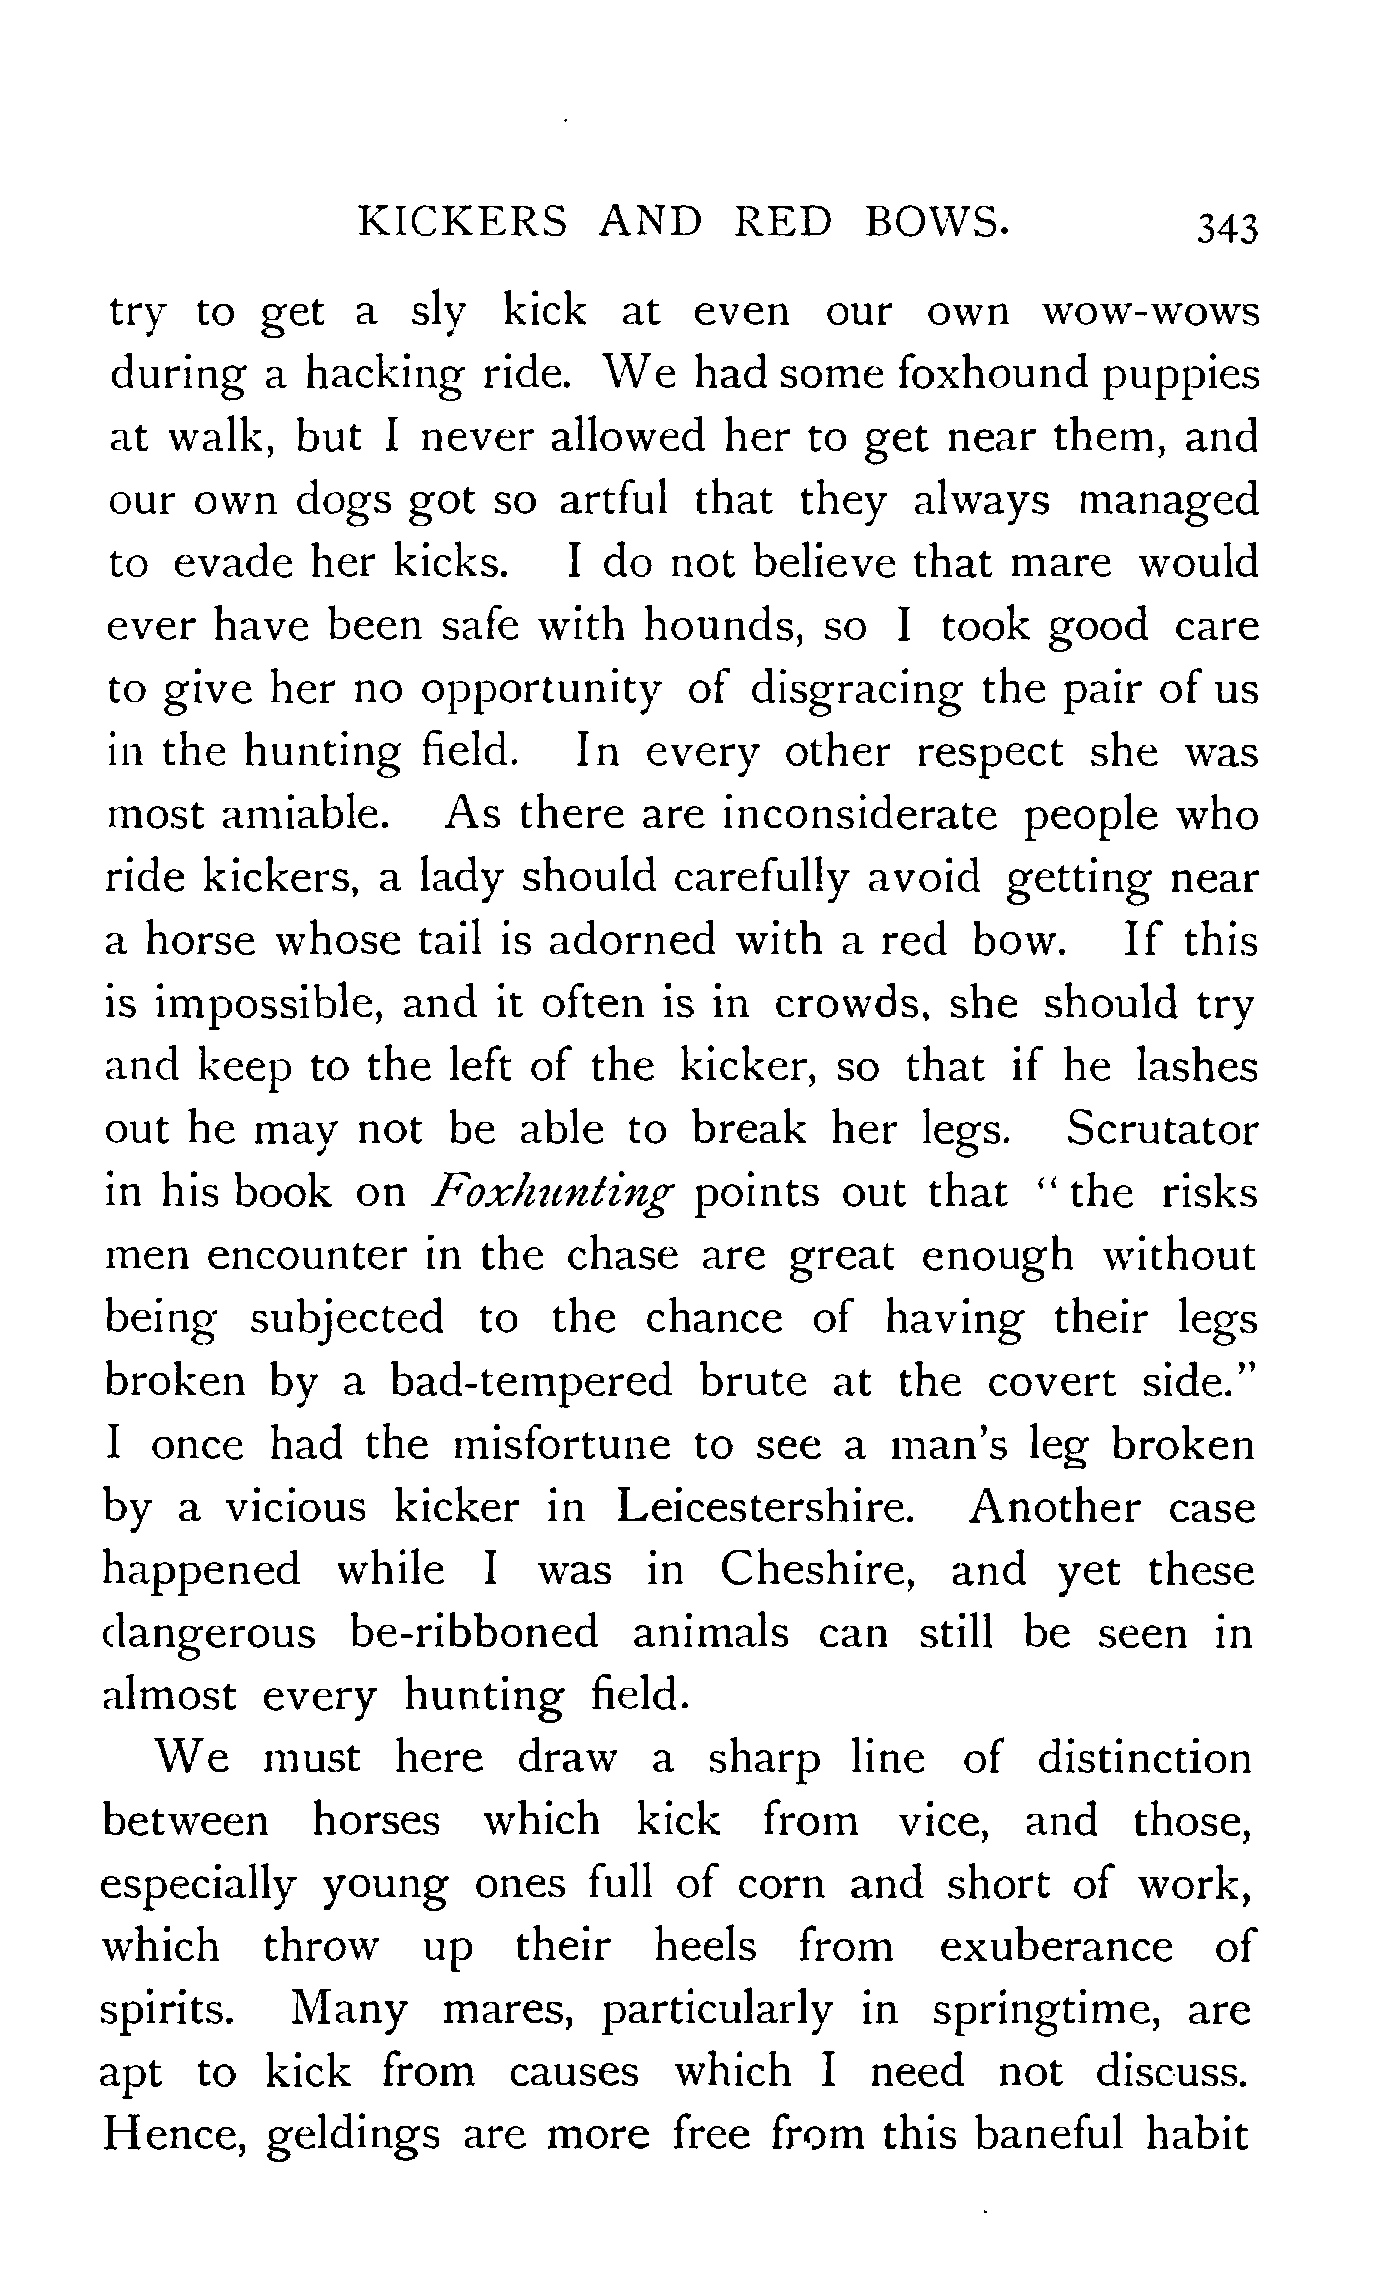 KICKERS AND RED BOWS. 343
try to get a sly kick at even our own wow-wows
during a hacking ride. We had some foxhound puppies
at walk, but I never allowed her to get near them, and
our own dogs got so artful that they always managed
to evade her kicks. I do not believe that mare would
ever have been safe with hounds, so I took good care
to give her no opportunity of disgracing the pair of us
in the hunting field. In every other respect she was
most amiable. As there are inconsiderate people who
ride kickers, a lady should carefully avoid getting near
a horse whose tail is adorned with a red bow. If this
is impossible, and it often is in crowds, she should try
and keep to the left of the kicker, so that if he lashes
out he may not be able to break her legs. Scrutator
in his book on Foxhunting points out that “the risks
men encounter in the chase are great enough without
being subjected to the chance of having their legs
broken by a bad-tempered brute at the covert side.”
I once had the misfortune to see a man's leg broken
by a vicious kicker in Leicestershire. Another case
happened while I was in Cheshire, and yet these
dangerous be-ribboned animals can still be seen in
almost every hunting field.
We must here draw a sharp line of distinction
between horses which kick from vice, and those,
especially young ones full of corn and short of work,
which throw up their heels from exuberance of
spirits. Many mares, particularly in springtime, are
apt to kick from causes which I need not discuss.
Hence, geldings are more free from this baneful habit